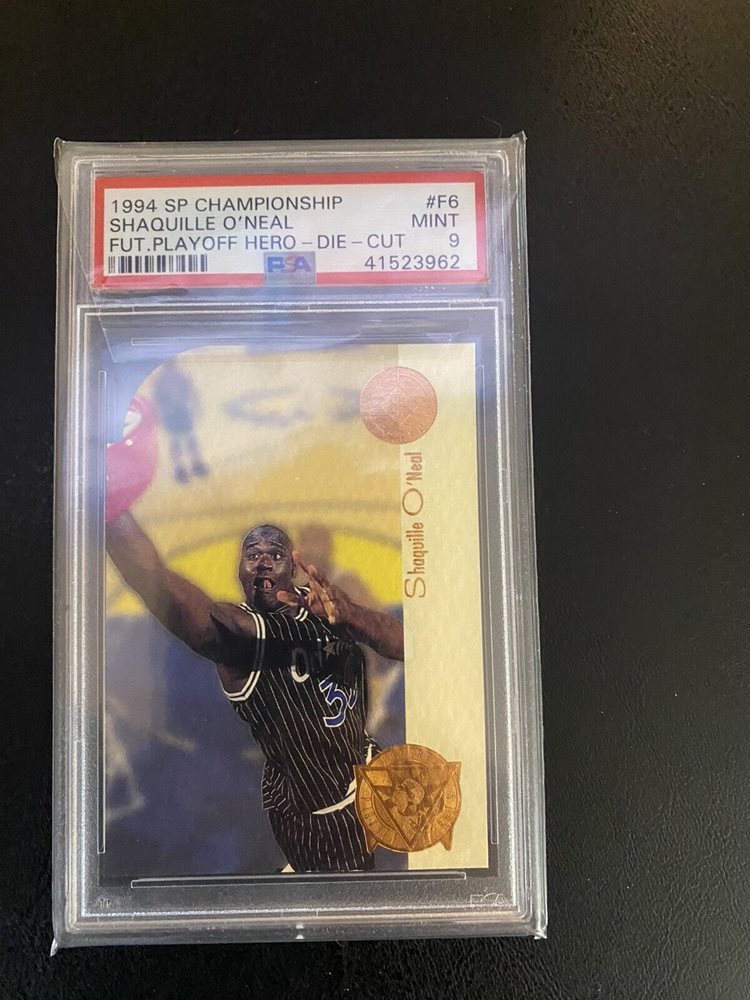 1994 SP CHAMPIONSHIP #F6
SHAQUILLE O'NEAL MINT
FUT.PLAYOFF HERO-DIE-CUT 9
PSA 41523962
Shaquille O'Neal